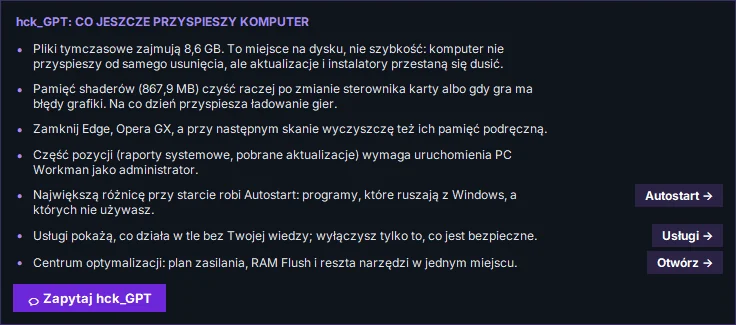 hck_GPT: CO JESZCZE PRZYSPIESZY KOMPUTER
Pliki tymczasowe zajmują 8,6 GB. To miejsce na dysku, nie szybkość: komputer nie
przyspieszy od samego usunięcia, ale aktualizacje i instalatory przestaną się dusić.
Pamięć shaderów (867,9 MB) czyść raczej po zmianie sterownika karty albo gdy gra ma
błędy grafiki. Na co dzień przyspiesza ładowanie gier.
Zamknij Edge, Opera GX, a przy następnym skanie wyczyszczę też ich pamięć podręczną.
Część pozycji (raporty systemowe, pobrane aktualizacje) wymaga uruchomienia PC
Workman jako administrator.
Największą różnicę przy starcie robi Autostart: programy, które ruszają z Windows, a
których nie używasz.
Autostart →
Usługi pokażą, co działa w tle bez Twojej wiedzy; wyłączysz tylko to, co jest bezpieczne.
Usługi →
Centrum optymalizacji: plan zasilania, RAM Flush i reszta narzędzi w jednym miejscu.
Otwórz →
Zapytaj hck_GPT